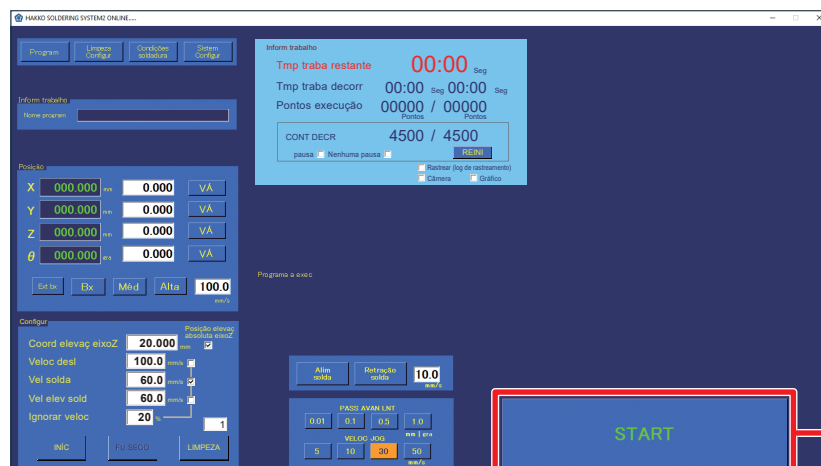 HAKKO SOLDERING SYSTEM2 ONLINE.....
Program
Limpeza Configur
Condições soldadura
Sistem Configur
Inform trabalho
Nome program
Inform trabalho
Tmp traba restante 00:00 Seg
Tmp traba decorr 00:00 Seg 00:00 Seg
Pontos execução 00000 / 00000
Pontos Pontos
CONT DECR 4500 / 4500
pausa Nenhuma pausa REINI
Rastrear (log de rastreamento)
Câmera Gráfico
Posição
X 000.000 mm 0.000 VÁ
Y 000.000 mm 0.000 VÁ
Z 000.000 mm 0.000 VÁ
θ 000.000 gra 0.000 VÁ
Ext bx Bx Méd Alta 100.0
mm/s
Programa a exec
Configur
Posição elevaç
absoluta eixoZ
Coord elevaç eixoZ 20.000 mm
Veloc desl 100.0 mm/s
Vel solda 60.0 mm/s
Vel elev sold 60.0 mm/s
Ignorar veloc 20 %
1
INÍC FU SECO LIMPEZA
Alim solda
Retração solda
10.0
mm/s
PASS AVAN LNT
0.01 0.1 0.5 1.0
mm | gra
VELOC JOG
5 10 30 50
mm/s
START